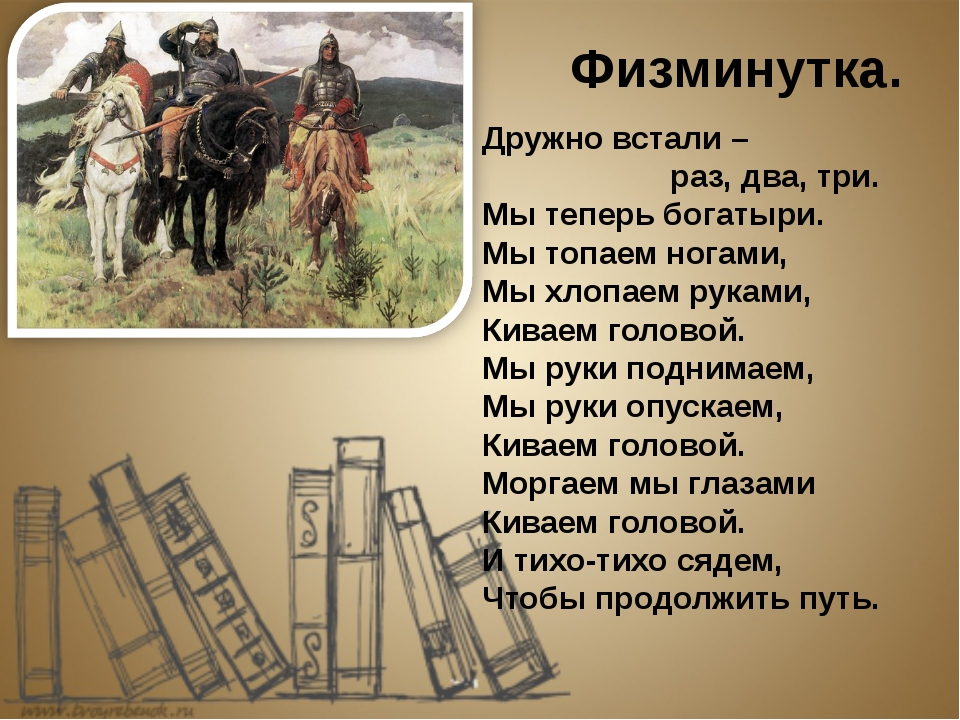 Физминутка.
Дружно встали –
раз, два, три.
Мы теперь богатыри.
Мы топаем ногами,
Мы хлопаем руками,
Киваем головой.
Мы руки поднимаем,
Мы руки опускаем,
Киваем головой.
Моргаем мы глазами
Киваем головой.
И тихо-тихо сядем,
Чтобы продолжить путь.
www.tvoyrebenok.ru